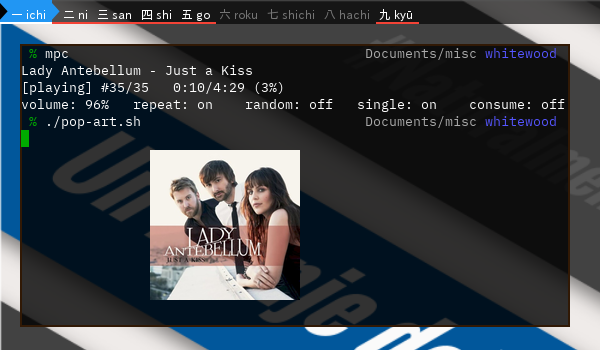 一 ichi 二 ni 三 san 四 shi 五 go 六 roku 七 shichi 八 hachi 九 kyū
% mpc Documents/misc whitewood
Lady Antebellum - Just a Kiss
[playing] #35/35 0:10/4:29 (3%)
volume: 96% repeat: on random: off single: on consume: off
% ./pop-art.sh Documents/misc whitewood
LADY
ANTEBELLUM
JUST A KISS